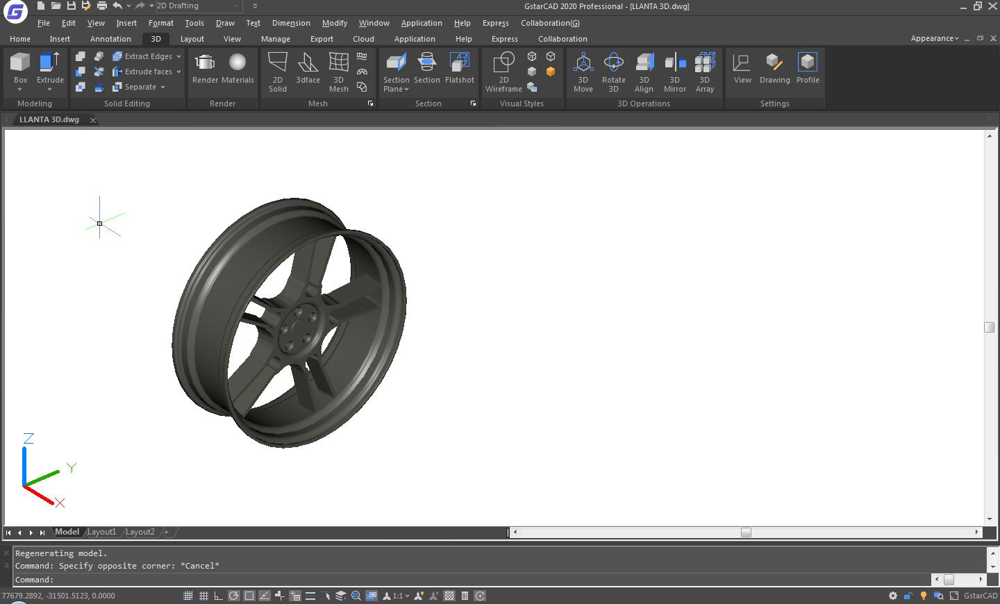 2D Drafting
GstarCAD 2020 Professional - [LLANTA 3D.dwg]
File Edit View Insert Format Tools Draw Text Dimension Modify Window Application Help Express Collaboration(G)
Home Insert Annotation 3D Layout View Manage Export Cloud Application Help Express Collaboration Appearance
Box Extrude
Extract Edges
Extrude faces
Separate
Render Materials
2D Solid 3dface 3D Mesh
Section Plane Section Flatshot
2D Wireframe
3D Move Rotate 3D 3D Align 3D Mirror 3D Array
View Drawing Profile
Modeling Solid Editing Render Mesh Section Visual Styles 3D Operations Settings
LLANTA 3D.dwg
Z
Y
X
Model Layout1 Layout2 +
Regenerating model.
Command: Specify opposite corner: *Cancel*
Command:
77679.2892, -31501.5123, 0.0000 1:1 GstarCAD